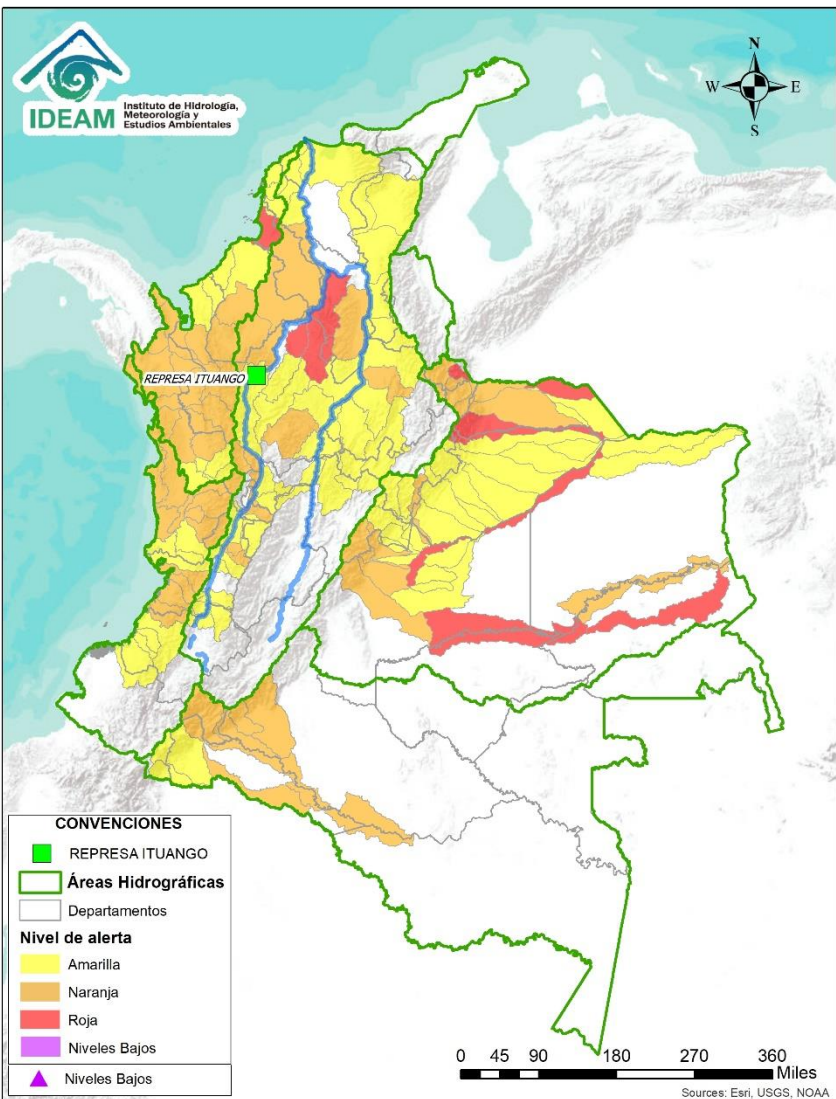 IDEAM
Instituto de Hidrología,
Meteorología y
Estudios Ambientales
N
W
E
S
REPRESA ITUANGO
CONVENCIONES
REPRESA ITUANGO
Áreas Hidrográficas
Departamentos
Nivel de alerta
Amarilla
Naranja
Roja
Niveles Bajos
Niveles Bajos
0 45 90 180 270 360
Miles
Sources: Esri, USGS, NOAA